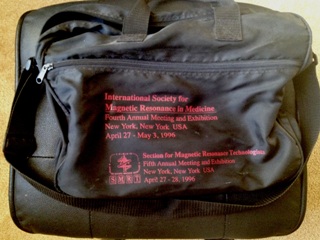 International Society for
Magnetic Resonance in Medicine
Fourth Annual Meeting and Exhibition
New York, New York USA
April 27 - May 3, 1996
Section for Magnetic Resonance Technologists
Fifth Annual Meeting and Exhibition
New York, New York USA
SMRT April 27-28, 1996